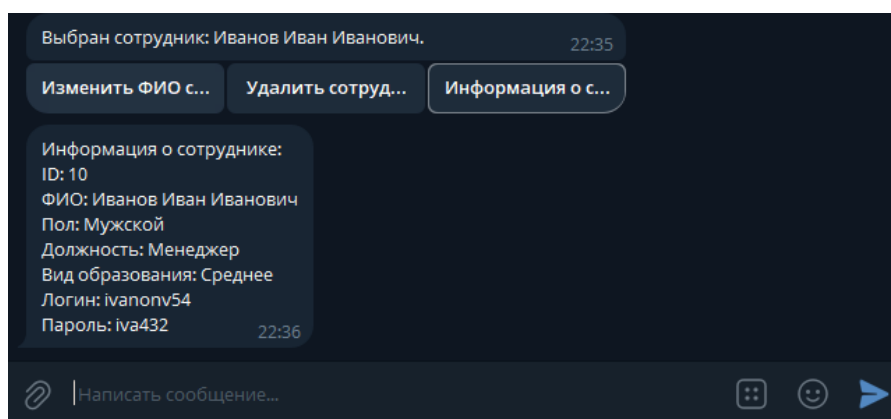 Выбран сотрудник: Иванов Иван Иванович.
22:35
Изменить ФИО с... Удалить сотруд... Информация о с...
Информация о сотруднике:
ID: 10
ФИО: Иванов Иван Иванович
Пол: Мужской
Должность: Менеджер
Вид образования: Среднее
Логин: ivanonv54
Пароль: iva432
22:36
Написать сообщение...